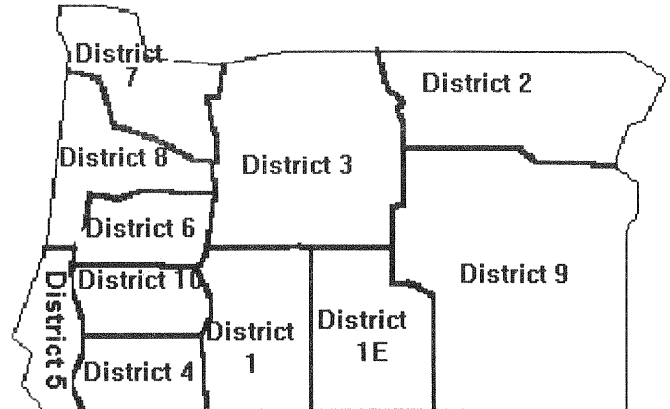 District
7
District 2
District 8
District 3
District 6
District 9
District 10
District 5
District
1
District
1E
District 4